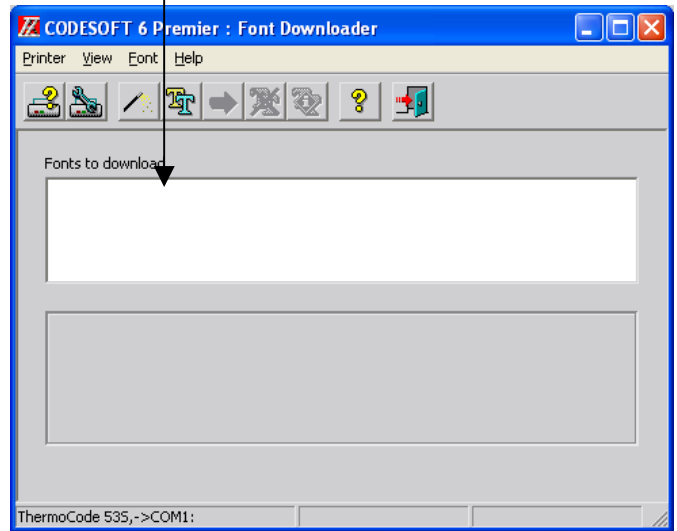 CODESOFT 6 Premier : Font Downloader
Printer View Font Help
Fonts to download
ThermoCode 535,->COM1: